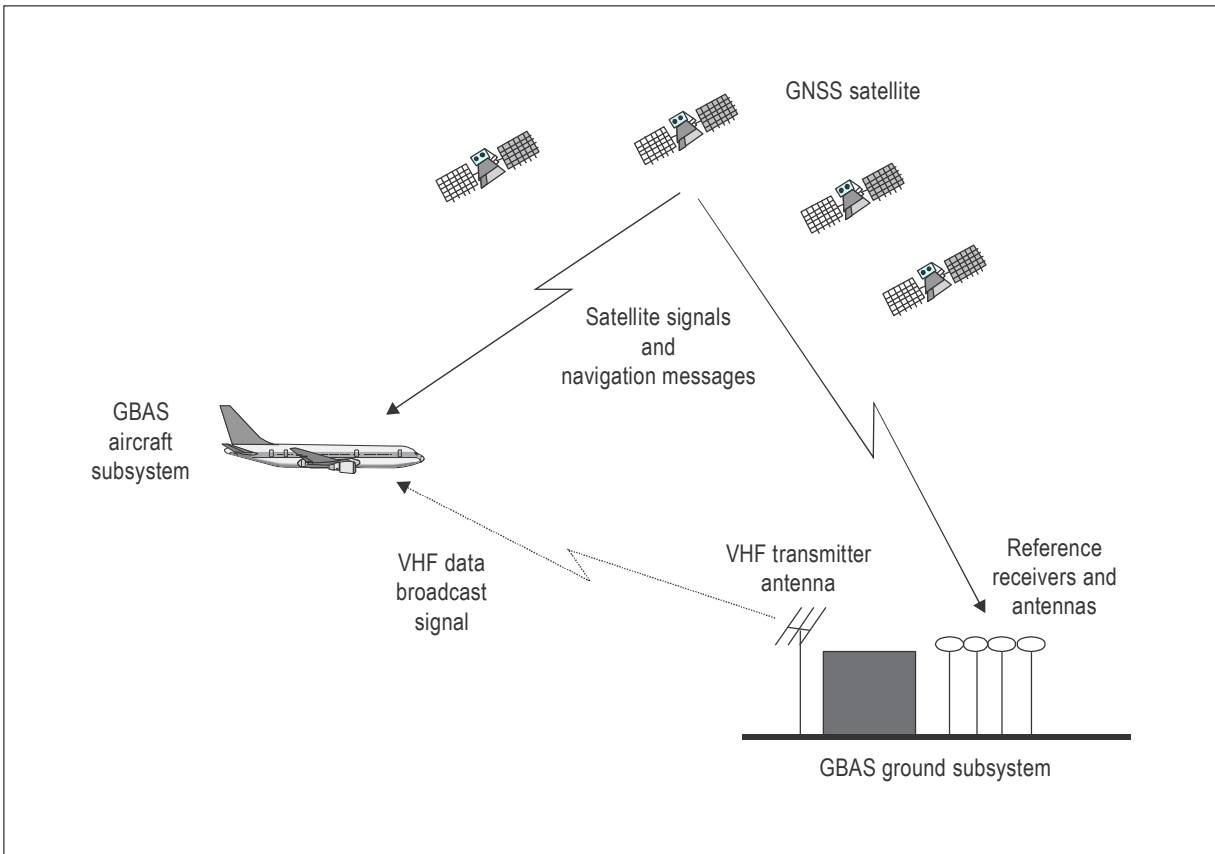 GNSS satellite
Satellite signals
and
navigation messages
GBAS
aircraft
subsystem
VHF data
broadcast
signal
VHF transmitter
antenna
Reference
receivers and
antennas
GBAS ground subsystem